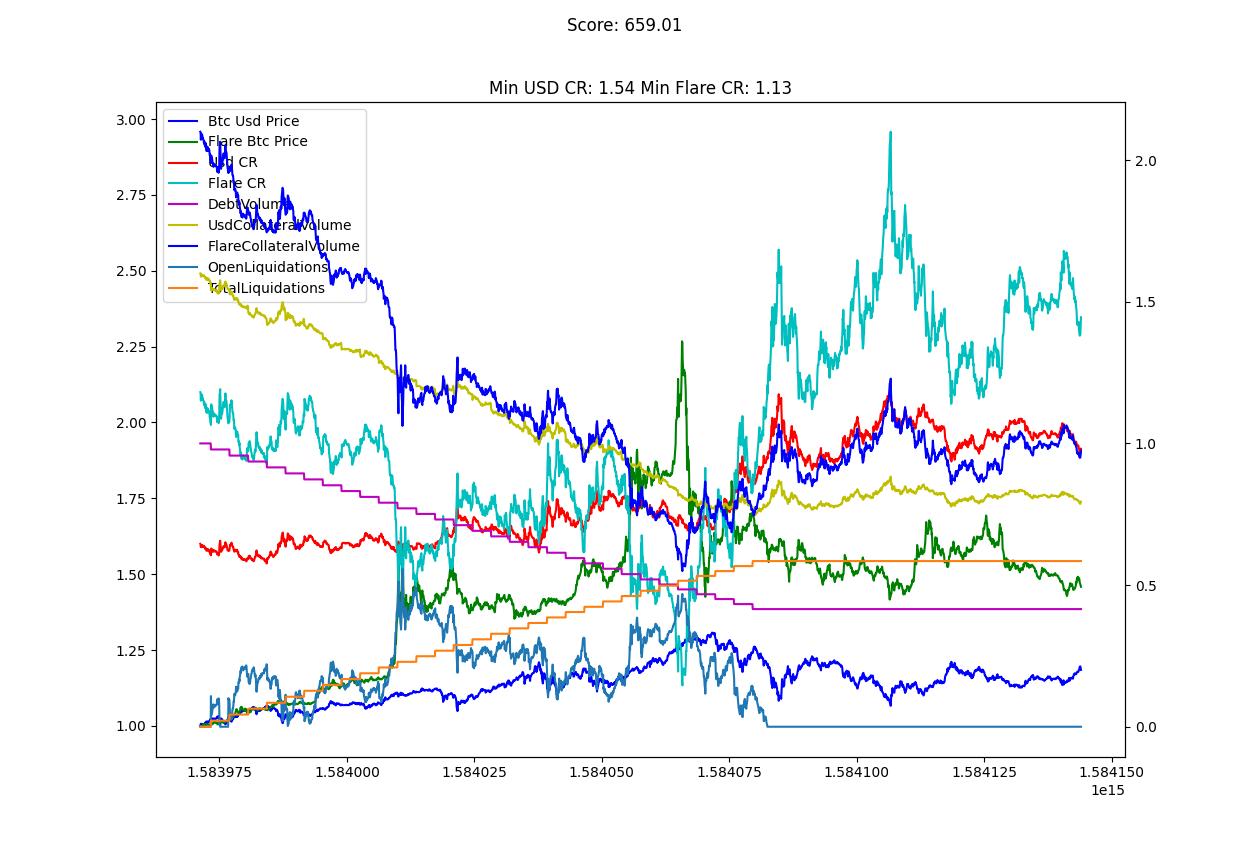 Score: 659.01
Min USD CR: 1.54 Min Flare CR: 1.13
3.00
2.75
2.50
2.25
2.00
1.75
1.50
1.25
1.00
Btc Usd Price
Flare Btc Price
Usd CR
Flare CR
DebtVolume
UsdCollateralVolume
FlareCollateralVolume
OpenLiquidations
TotalLiquidations
2.0
1.5
1.0
0.5
0.0
1.583975 1.584000 1.584025 1.584050 1.584075 1.584100 1.584125 1.584150
1e15